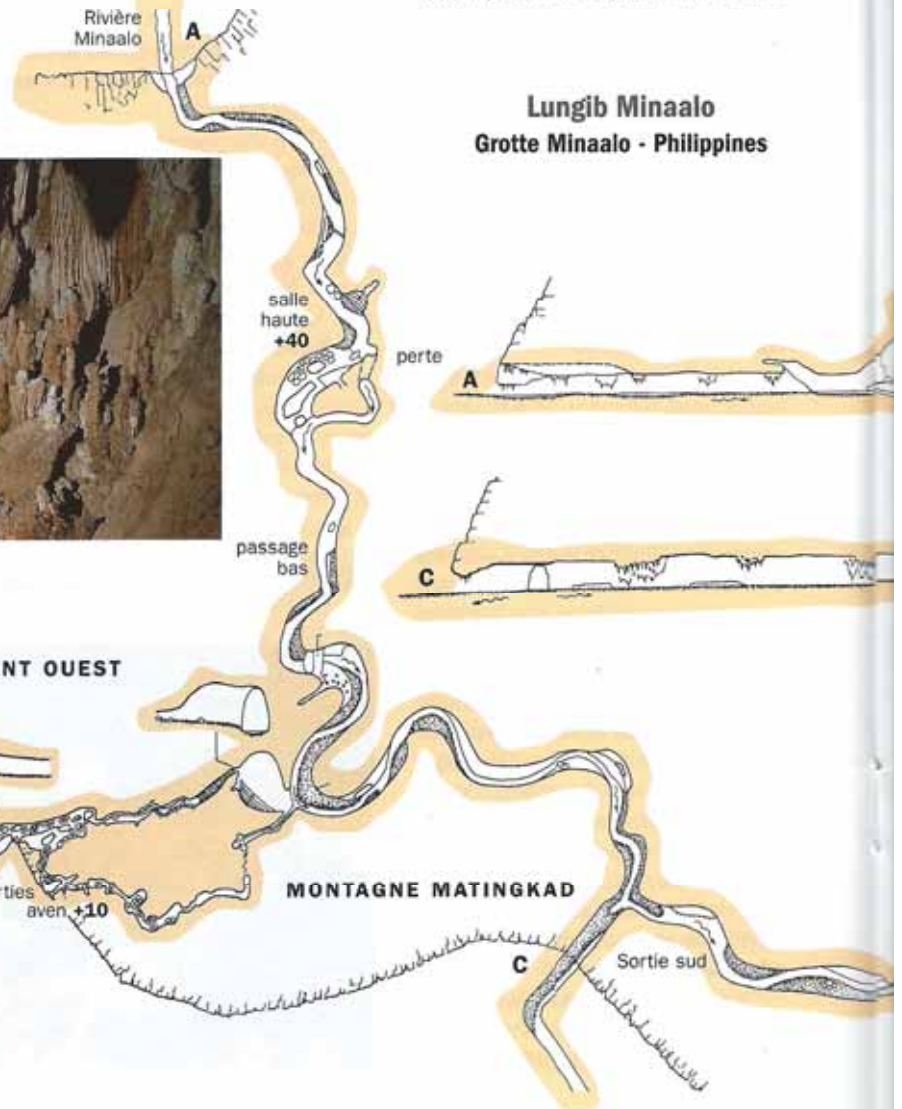 Rivière
Minaalo
A
Lungib Minaalo
Grotte Minaalo - Philippines
salle
haute
+40
perte
A
passage
bas
C
NT OUEST
MONTAGNE MATINGKAD
rties
aven +10
C
Sortie sud